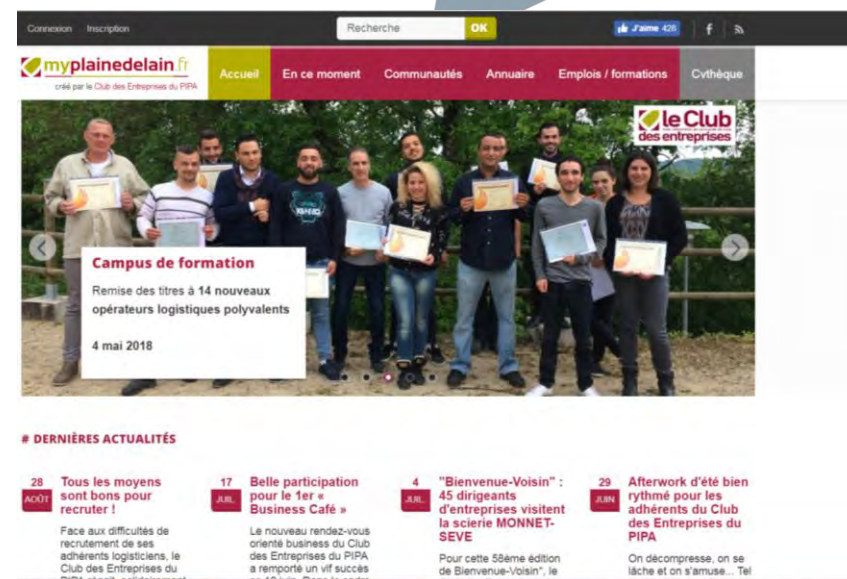 Connexion Inscription Recherche OK J'aime 428 f
myplainedelain.fr
créé par le Club des Entreprises du PIPA
Accueil En ce moment Communautés Annuaire Emplois / formations Cvthèque
le Club
des entreprises
Campus de formation
Remise des titres à 14 nouveaux
opérateurs logistiques polyvalents
4 mai 2018
# DERNIÈRES ACTUALITÉS
28
AOÛT
Tous les moyens
sont bons pour
recruter !
Face aux difficultés de
recrutement de ses
adhérents logisticiens, le
Club des Entreprises du
17
JUIL.
Belle participation
pour le 1er «
Business Café »
Le nouveau rendez-vous
orienté business du Club
des Entreprises du PIPA
a remporté un vif succès
4
JUIL.
"Bienvenue-Voisin" :
45 dirigeants
d'entreprises visitent
la scierie MONNET-
SEVE
Pour cette 58ème édition
de Bienvenue-Voisin", le
29
JUIN
Afterwork d'été bien
rythmé pour les
adhérents du Club
des Entreprises du
PIPA
On décompresse, on se
lâche et on s'amuse... Tel